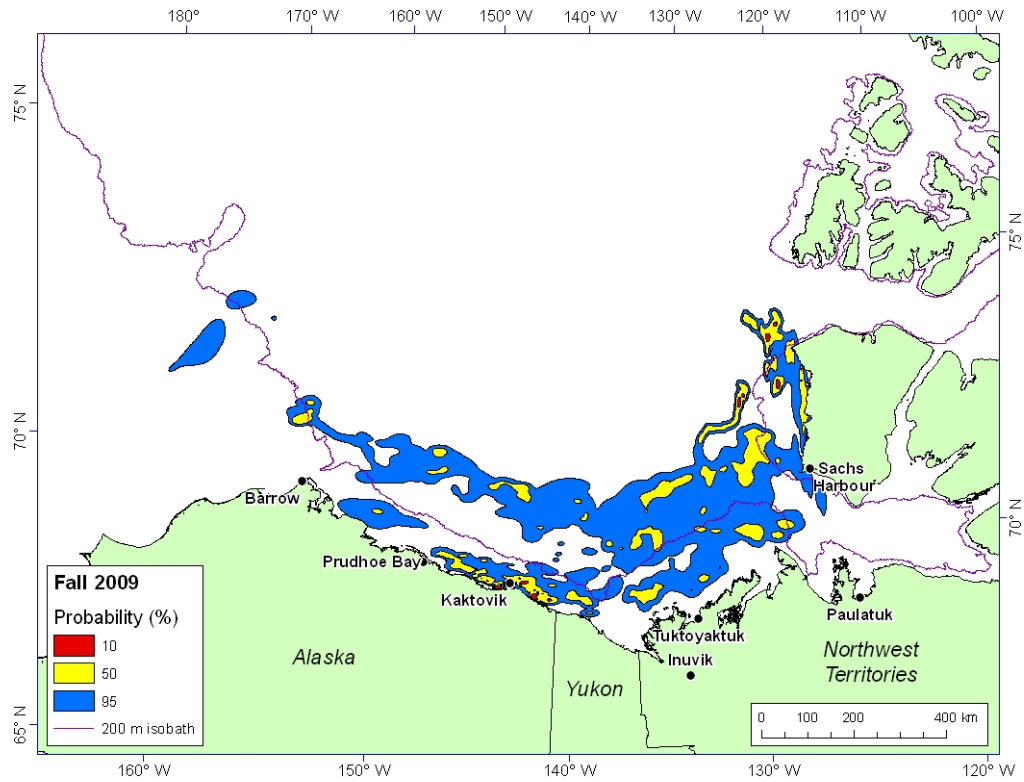 180° 170° W 160° W 150° W 140° W 130° W 120° W 110° W 100° W
75° N
75° N
70° N
Sachs
Harbour
Barrow
70° N
Prudhoe Bay
Kaktovik
Paulatuk
Tuktoyaktuk
Inuvik
Alaska
Yukon
Northwest
Territories
Fall 2009
Probability (%)
10
50
95
200 m isobath
0 100 200 400 km
65° N
160° W 150° W 140° W 130° W 120° W